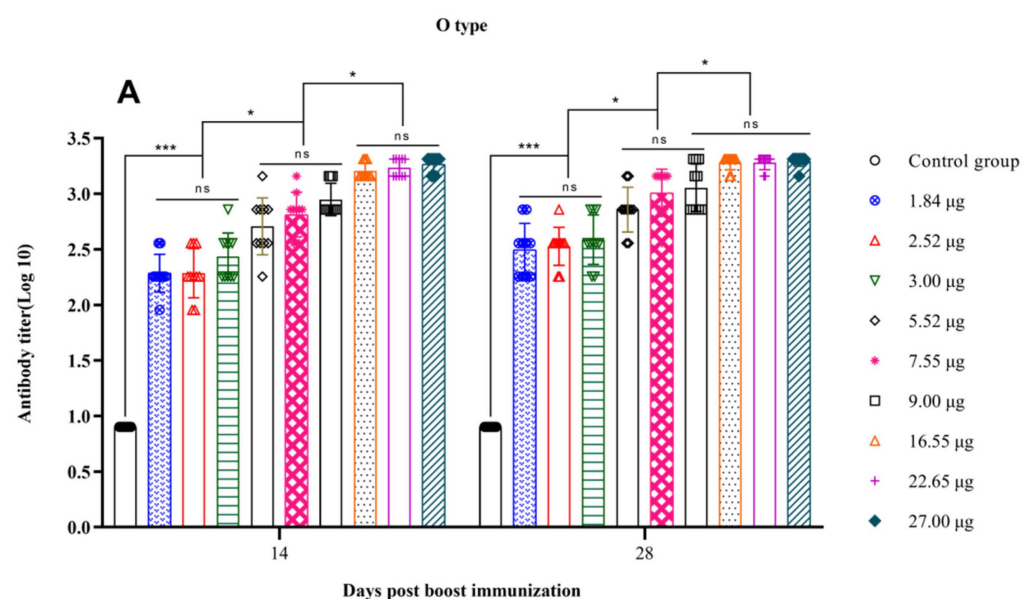 O type
A
*
*
*
*
***
ns
ns
ns
***
ns
ns
ns
Antibody titer(Log 10)
3.5
3.0
2.5
2.0
1.5
1.0
0.5
0.0
14
28
Days post boost immunization
Control group
1.84 μg
2.52 μg
3.00 μg
5.52 μg
7.55 μg
9.00 μg
16.55 μg
22.65 μg
27.00 μg